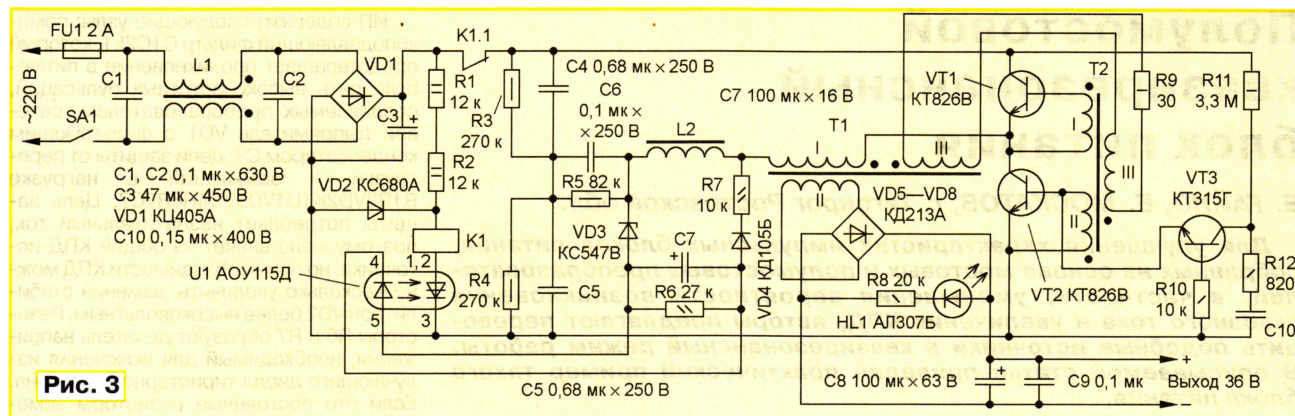 FU1 2 А
~220 В
SA1
C1
L1
C2
VD1
C3
+
C1, C2 0,1 мк × 630 В
C3 47 мк × 450 В
VD1 КЦ405А
C10 0,15 мк × 400 В
K1.1
R1
12 к
R2
12 к
R3
270 к
VD2 КС680А
K1
U1 АОУ115Д
4
1,2
5
3
R4
270 к
C4 0,68 мк × 250 В
C6
0,1 мк ×
× 250 В
R5 82 к
VD3
КС547В
C5
C5 0,68 мк × 250 В
L2
C7 100 мк × 16 В
R7
10 к
C7
+
R6 27 к
VD4 КД105Б
T1
I
III
II
VD5—VD8
КД213А
R8 20 к
HL1 АЛ307Б
C8 100 мк × 63 В
+
C9 0,1 мк
Выход 36 В
+
−
VT1
КТ826В
VT2 КТ826В
T2
I
II
III
R9
30
R11
3,3 М
VT3
КТ315Г
R10
10 к
R12
820
C10
Рис. 3